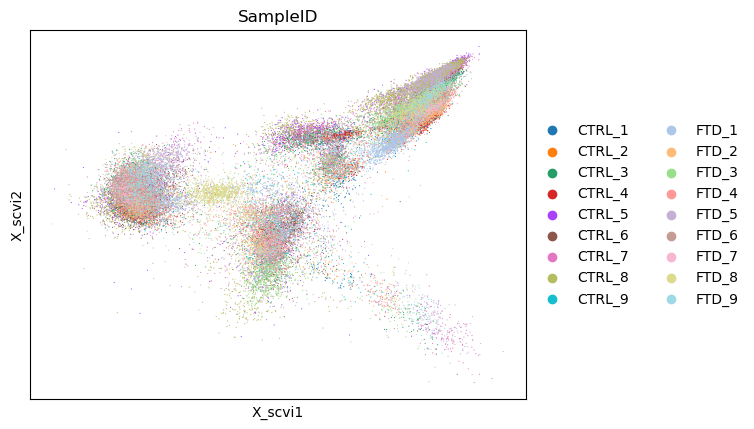 SampleID
X_scvi2
X_scvi1
CTRL_1
CTRL_2
CTRL_3
CTRL_4
CTRL_5
CTRL_6
CTRL_7
CTRL_8
CTRL_9
FTD_1
FTD_2
FTD_3
FTD_4
FTD_5
FTD_6
FTD_7
FTD_8
FTD_9